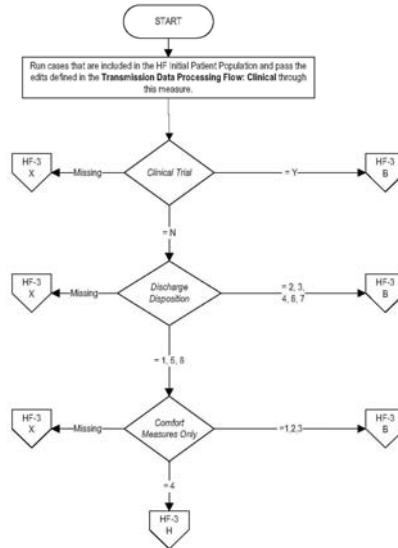 START
Run cases that are included in the HF Initial Patient Population and pass the
edits defined in the Transmission Data Processing Flow: Clinical through
this measure.
HF-3
X
Missing
Clinical Trial
= Y
HF-3
B
= N
HF-3
X
Missing
Discharge
Disposition
= 2, 3,
4, 6, 7
HF-3
B
= 1, 5, 8
HF-3
X
Missing
Comfort
Measures Only
=1,2,3
HF-3
B
= 4
HF-3
H